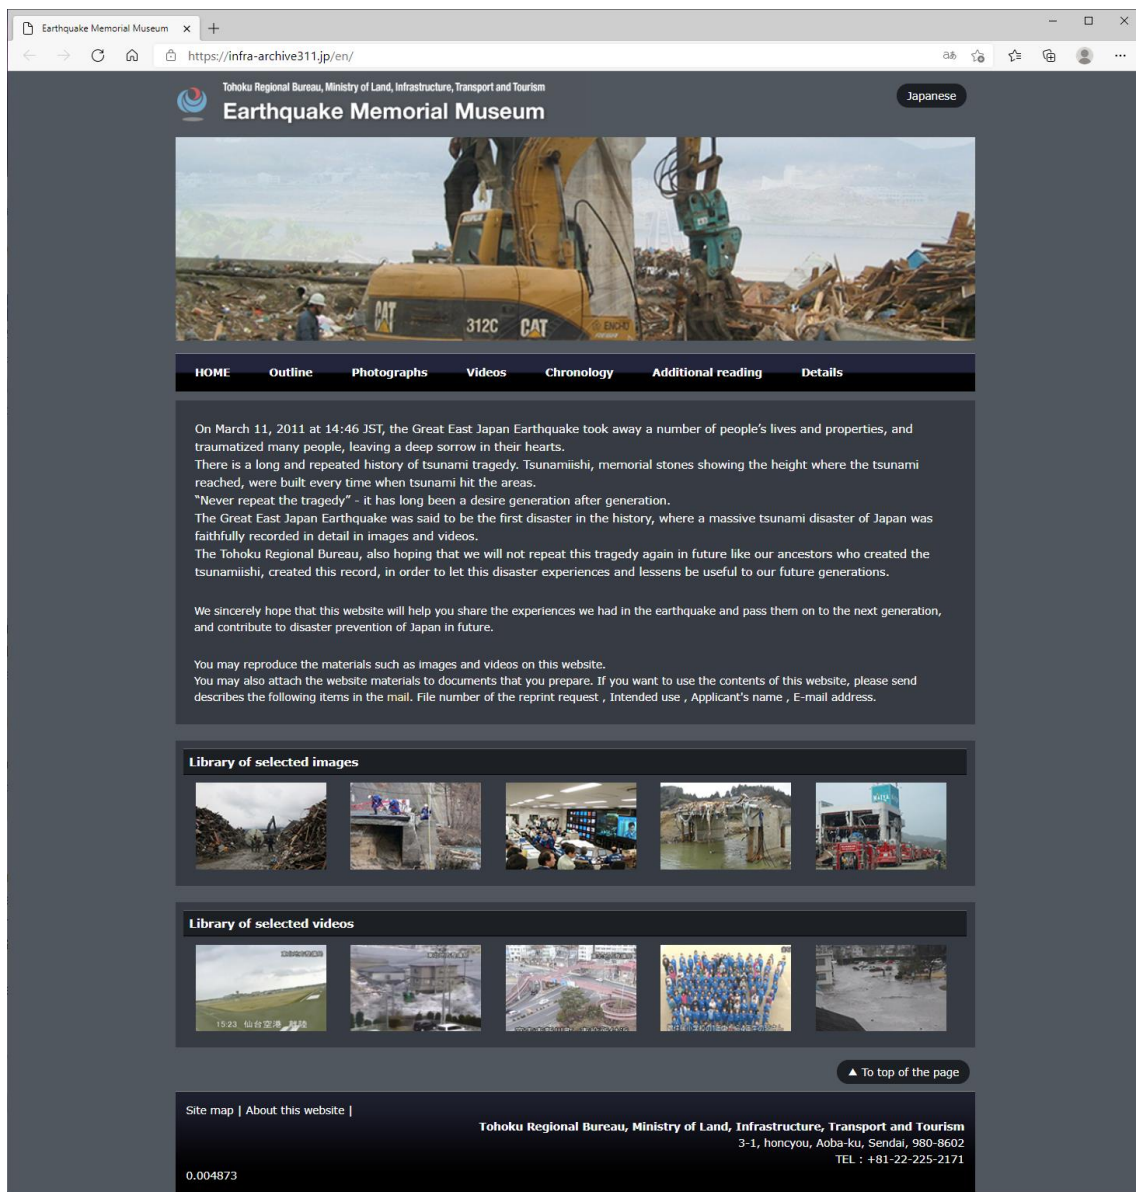 Earthquake Memorial Museum
https://infra-archive311.jp/en/
Tohoku Regional Bureau, Ministry of Land, Infrastructure, Transport and Tourism
Earthquake Memorial Museum
Japanese
CAT
312C
CAT
HOME Outline Photographs Videos Chronology Additional reading Details
On March 11, 2011 at 14:46 JST, the Great East Japan Earthquake took away a number of people’s lives and properties, and
traumatized many people, leaving a deep sorrow in their hearts.
There is a long and repeated history of tsunami tragedy. Tsunamiishi, memorial stones showing the height where the tsunami
reached, were built every time when tsunami hit the areas.
“Never repeat the tragedy” - it has long been a desire generation after generation.
The Great East Japan Earthquake was said to be the first disaster in the history, where a massive tsunami disaster of Japan was
faithfully recorded in detail in images and videos.
The Tohoku Regional Bureau, also hoping that we will not repeat this tragedy again in future like our ancestors who created the
tsunamiishi, created this record, in order to let this disaster experiences and lessens be useful to our future generations.
We sincerely hope that this website will help you share the experiences we had in the earthquake and pass them on to the next generation,
and contribute to disaster prevention of Japan in future.
You may reproduce the materials such as images and videos on this website.
You may also attach the website materials to documents that you prepare. If you want to use the contents of this website, please send
describes the following items in the mail. File number of the reprint request , Intended use , Applicant's name , E-mail address.
Library of selected images
Library of selected videos
15:23 仙台空港
▲ To top of the page
Site map | About this website |
Tohoku Regional Bureau, Ministry of Land, Infrastructure, Transport and Tourism
3-1, honcyou, Aoba-ku, Sendai, 980-8602
TEL : +81-22-225-2171
0.004873